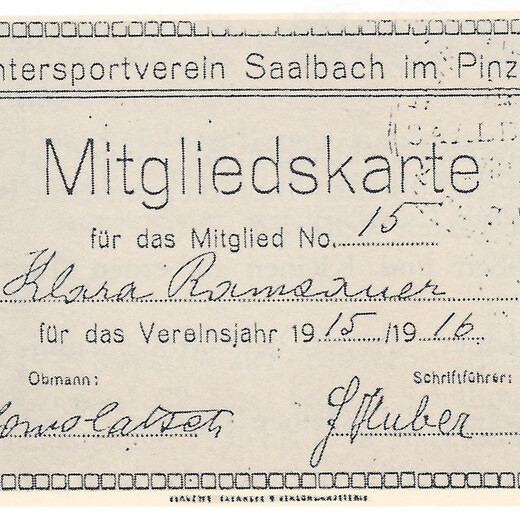 ntersportverein Saalbach im Pinz
Mitgliedskarte
für das Mitglied No. 15
Klara Ramsauer
für das Vereinsjahr 1915/1916
Obmann: Schriftführer:
Huber